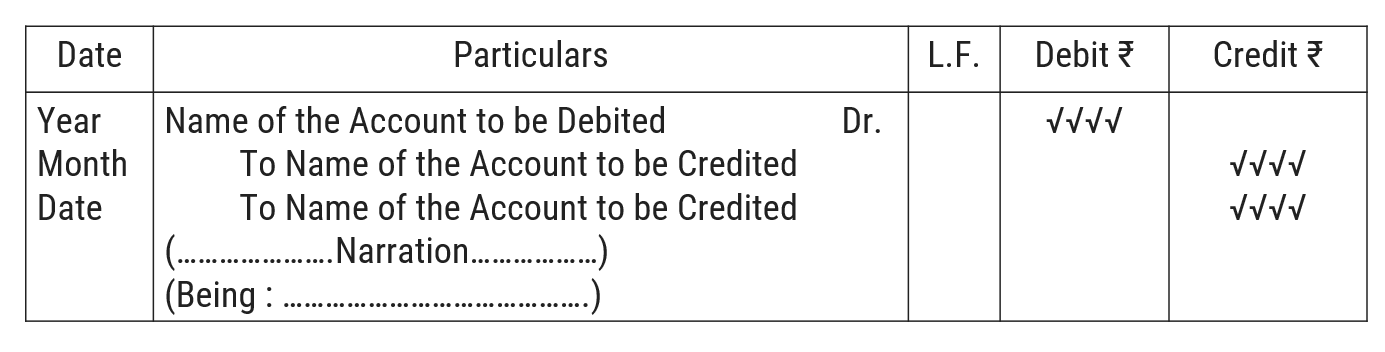 Date Particulars L.F. Debit ₹ Credit ₹
Year Name of the Account to be Debited Dr. √√√√
Month To Name of the Account to be Credited √√√√
Date To Name of the Account to be Credited √√√√
(………………….Narration………………)
(Being : …………………………………….)